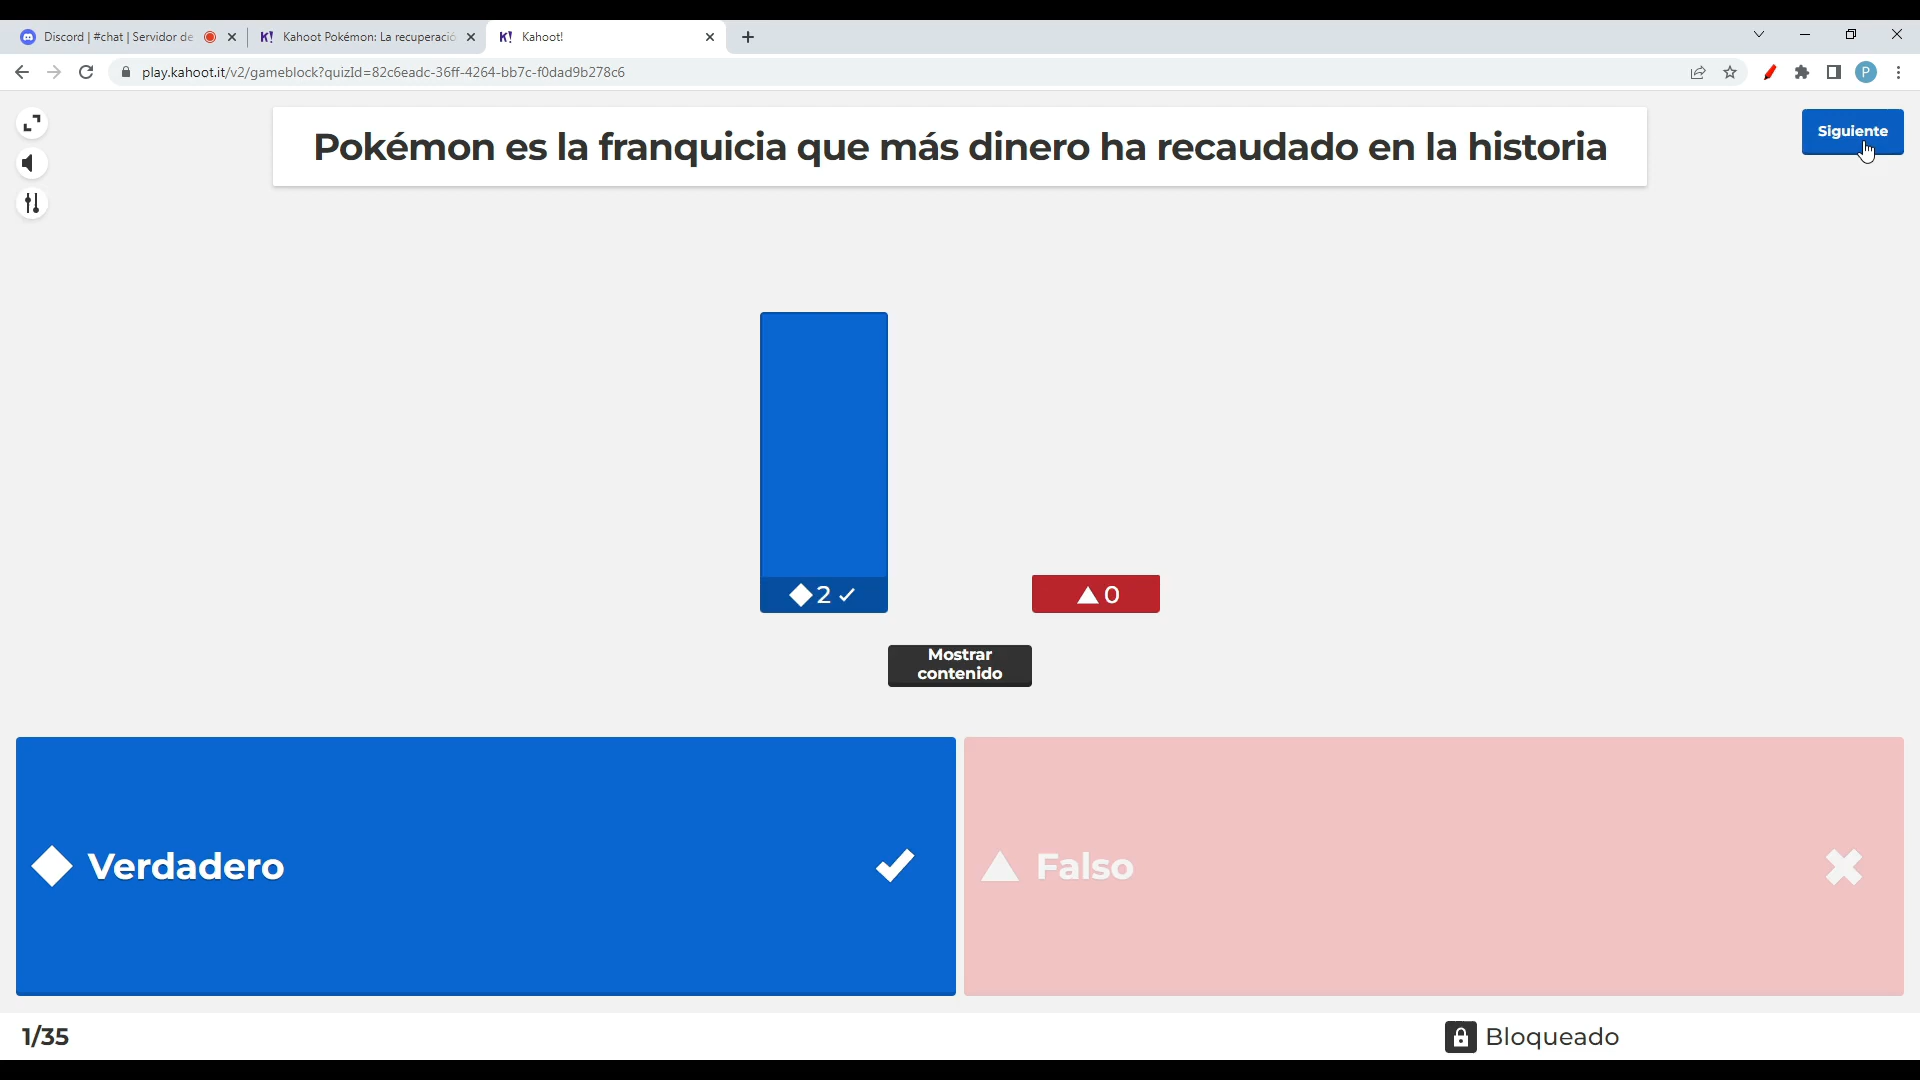 Discord | #chat | Servidor de
K! Kahoot Pokémon: La recuperació
K! Kahoot!
play.kahoot.it/v2/gameblock?quizId=82c6eadc-36ff-4264-bb7c-f0dad9b278c6
P
Pokémon es la franquicia que más dinero ha recaudado en la historia
Siguiente
2
0
Mostrar
contenido
Verdadero
Falso
1/35
Bloqueado